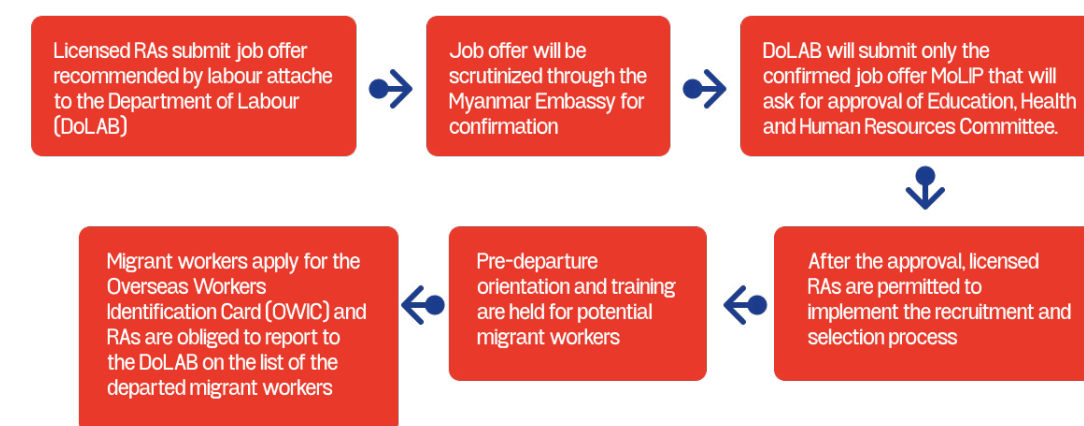 Licensed RAs submit job offer
recommended by labour attache
to the Department of Labour
(DoLAB)
Job offer will be
scrutinized through the
Myanmar Embassy for
confirmation
DoLAB will submit only the
confirmed job offer MoLIP that will
ask for approval of Education, Health
and Human Resources Committee.
After the approval, licensed
RAs are permitted to
implement the recruitment and
selection process
Pre-departure
orientation and training
are held for potential
migrant workers
Migrant workers apply for the
Overseas Workers
Identification Card (OWIC) and
RAs are obliged to report to
the DoLAB on the list of the
departed migrant workers